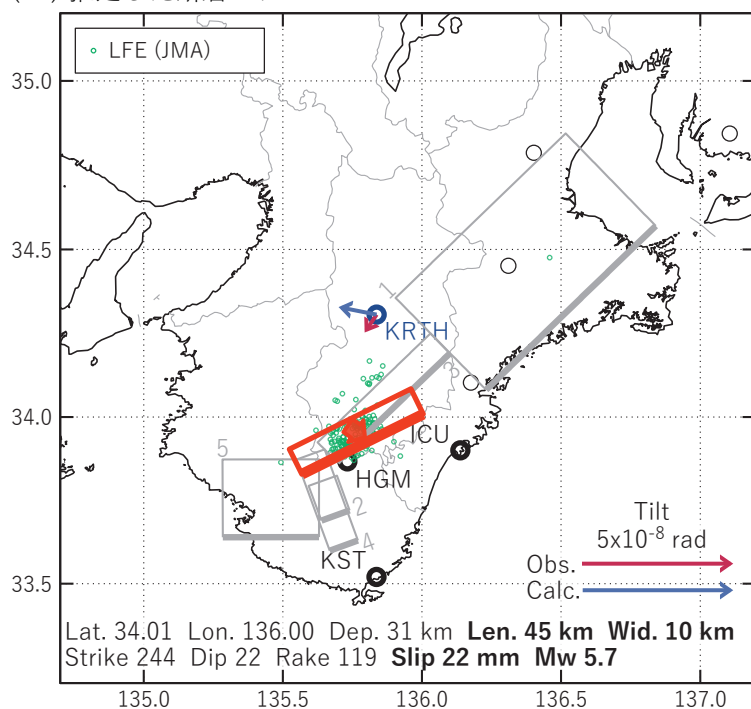 LFE (JMA)
35.0
34.5
34.0
33.5
1
KRTH
3
ICU
5
HGM
2
KST
4
Tilt
5x10⁻⁸ rad
Obs.
Calc.
Lat. 34.01 Lon. 136.00 Dep. 31 km Len. 45 km Wid. 10 km
Strike 244 Dip 22 Rake 119 Slip 22 mm Mw 5.7
135.0 135.5 136.0 136.5 137.0